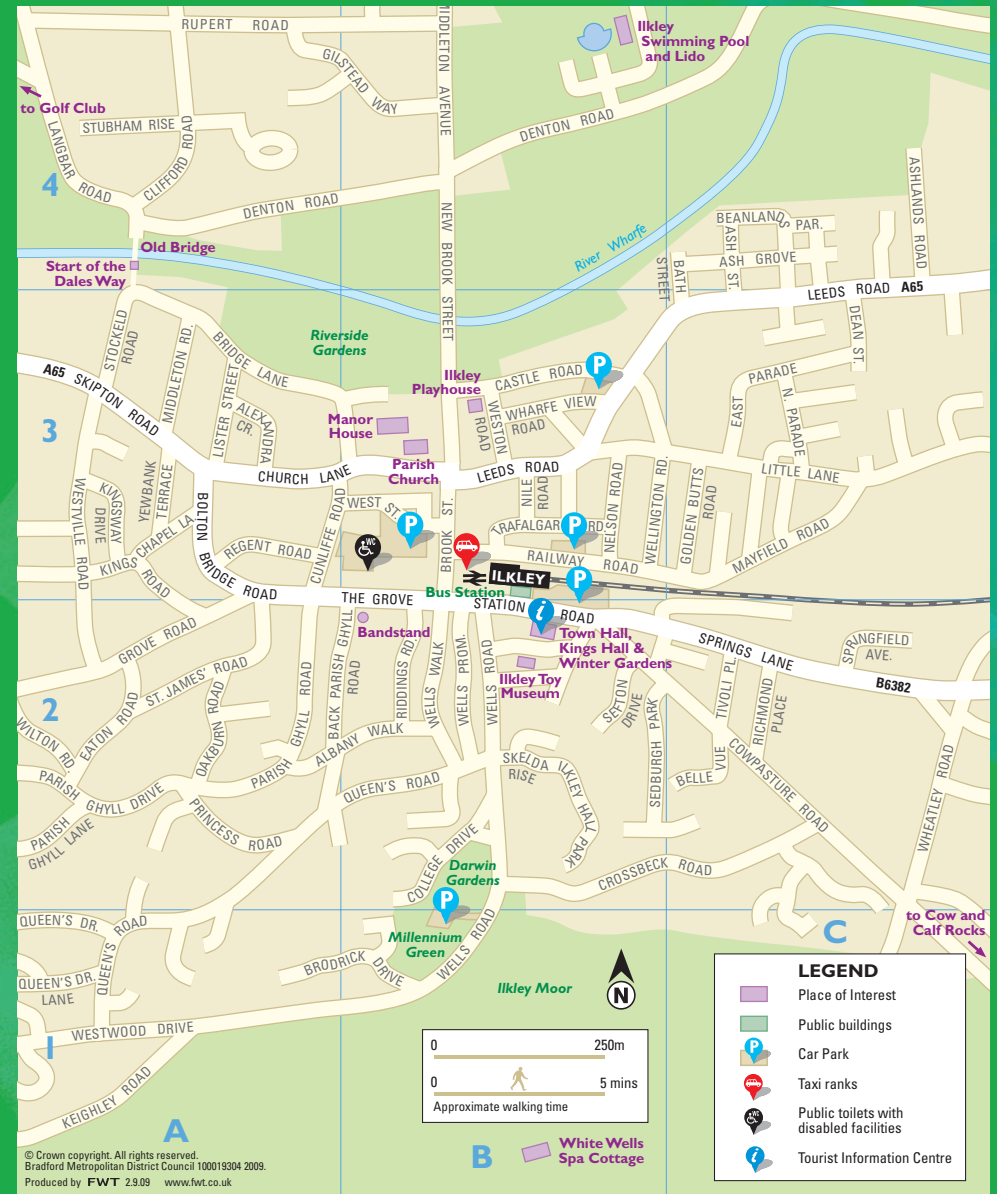 RUPERT ROAD
GILSTEAD WAY
MIDDLETON AVENUE
Ilkley
Swimming Pool
and Lido
to Golf Club
STUBHAM RISE
LANGBAR ROAD
CLIFFORD ROAD
DENTON ROAD
4
DENTON ROAD
ASHLANDS ROAD
NEW BROOK STREET
BEANLANDS PAR.
ASH ST.
ASH GROVE
River Wharfe
BATH STREET
Old Bridge
Start of the
Dales Way
LEEDS ROAD A65
DEAN ST.
STOCKELD
ROAD
MIDDLETON RD.
BRIDGE LANE
Riverside
Gardens
A65 SKIPTON ROAD
LISTER STREET
ALEXANDRA
CR.
Ilkley
Playhouse
CASTLE ROAD
P
WHARFE VIEW
ROAD
WESTON
ROAD
PARADE
EAST
N. PARADE
3
Manor
House
Parish
Church
CHURCH LANE
LEEDS ROAD
LITTLE LANE
WESTVILLE ROAD
KINGSWAY
DRIVE
YEWBANK
TERRACE
CHAPEL LA.
KINGS ROAD
BOLTON
BRIDGE ROAD
REGENT ROAD
CUNLIFFE ROAD
WEST ST.
P
WC
BROOK ST.
NILE
ROAD
TRAFALGAR RD
P
NELSON ROAD
WELLINGTON RD.
GOLDEN BUTTS
ROAD
MAYFIELD ROAD
RAILWAY ROAD
ILKLEY
P
Bus Station
THE GROVE
STATION ROAD
i
Bandstand
Town Hall,
Kings Hall &
Winter Gardens
Ilkley Toy
Museum
SPRINGS LANE
SPRINGFIELD
AVE.
B6382
GROVE ROAD
ST. JAMES' ROAD
2
WILTON RD.
EATON ROAD
OAKBURN ROAD
GHYLL ROAD
PARISH
BACK PARISH GHYLL
ROAD
RIDDINGS RD.
WELLS WALK
WELLS PROM.
WELLS ROAD
ALBANY WALK
SEFTON
DRIVE
SEDBURGH PARK
TIVOLI PL.
RICHMOND
PLACE
BELLE VUE
COWPASTURE ROAD
WHEATLEY ROAD
PARISH GHYLL DRIVE
PARISH
GHYLL LANE
PRINCESS ROAD
QUEEN'S ROAD
SKELDA
RISE
ILKLEY HALL PARK
COLLEGE DRIVE
Darwin
Gardens
P
CROSSBECK ROAD
Millennium
Green
QUEEN'S DR.
QUEEN'S ROAD
QUEEN'S DR.
LANE
BRODRICK DRIVE
WELLS ROAD
Ilkley Moor
N
C
to Cow and
Calf Rocks
1
WESTWOOD DRIVE
KEIGHLEY ROAD
A
B
White Wells
Spa Cottage
0 250m
0 5 mins
Approximate walking time
LEGEND
Place of Interest
Public buildings
P
Car Park
Taxi ranks
WC
Public toilets with
disabled facilities
i
Tourist Information Centre
© Crown copyright. All rights reserved.
Bradford Metropolitan District Council 100019304 2009.
Produced by FWT 2.9.09 www.fwt.co.uk